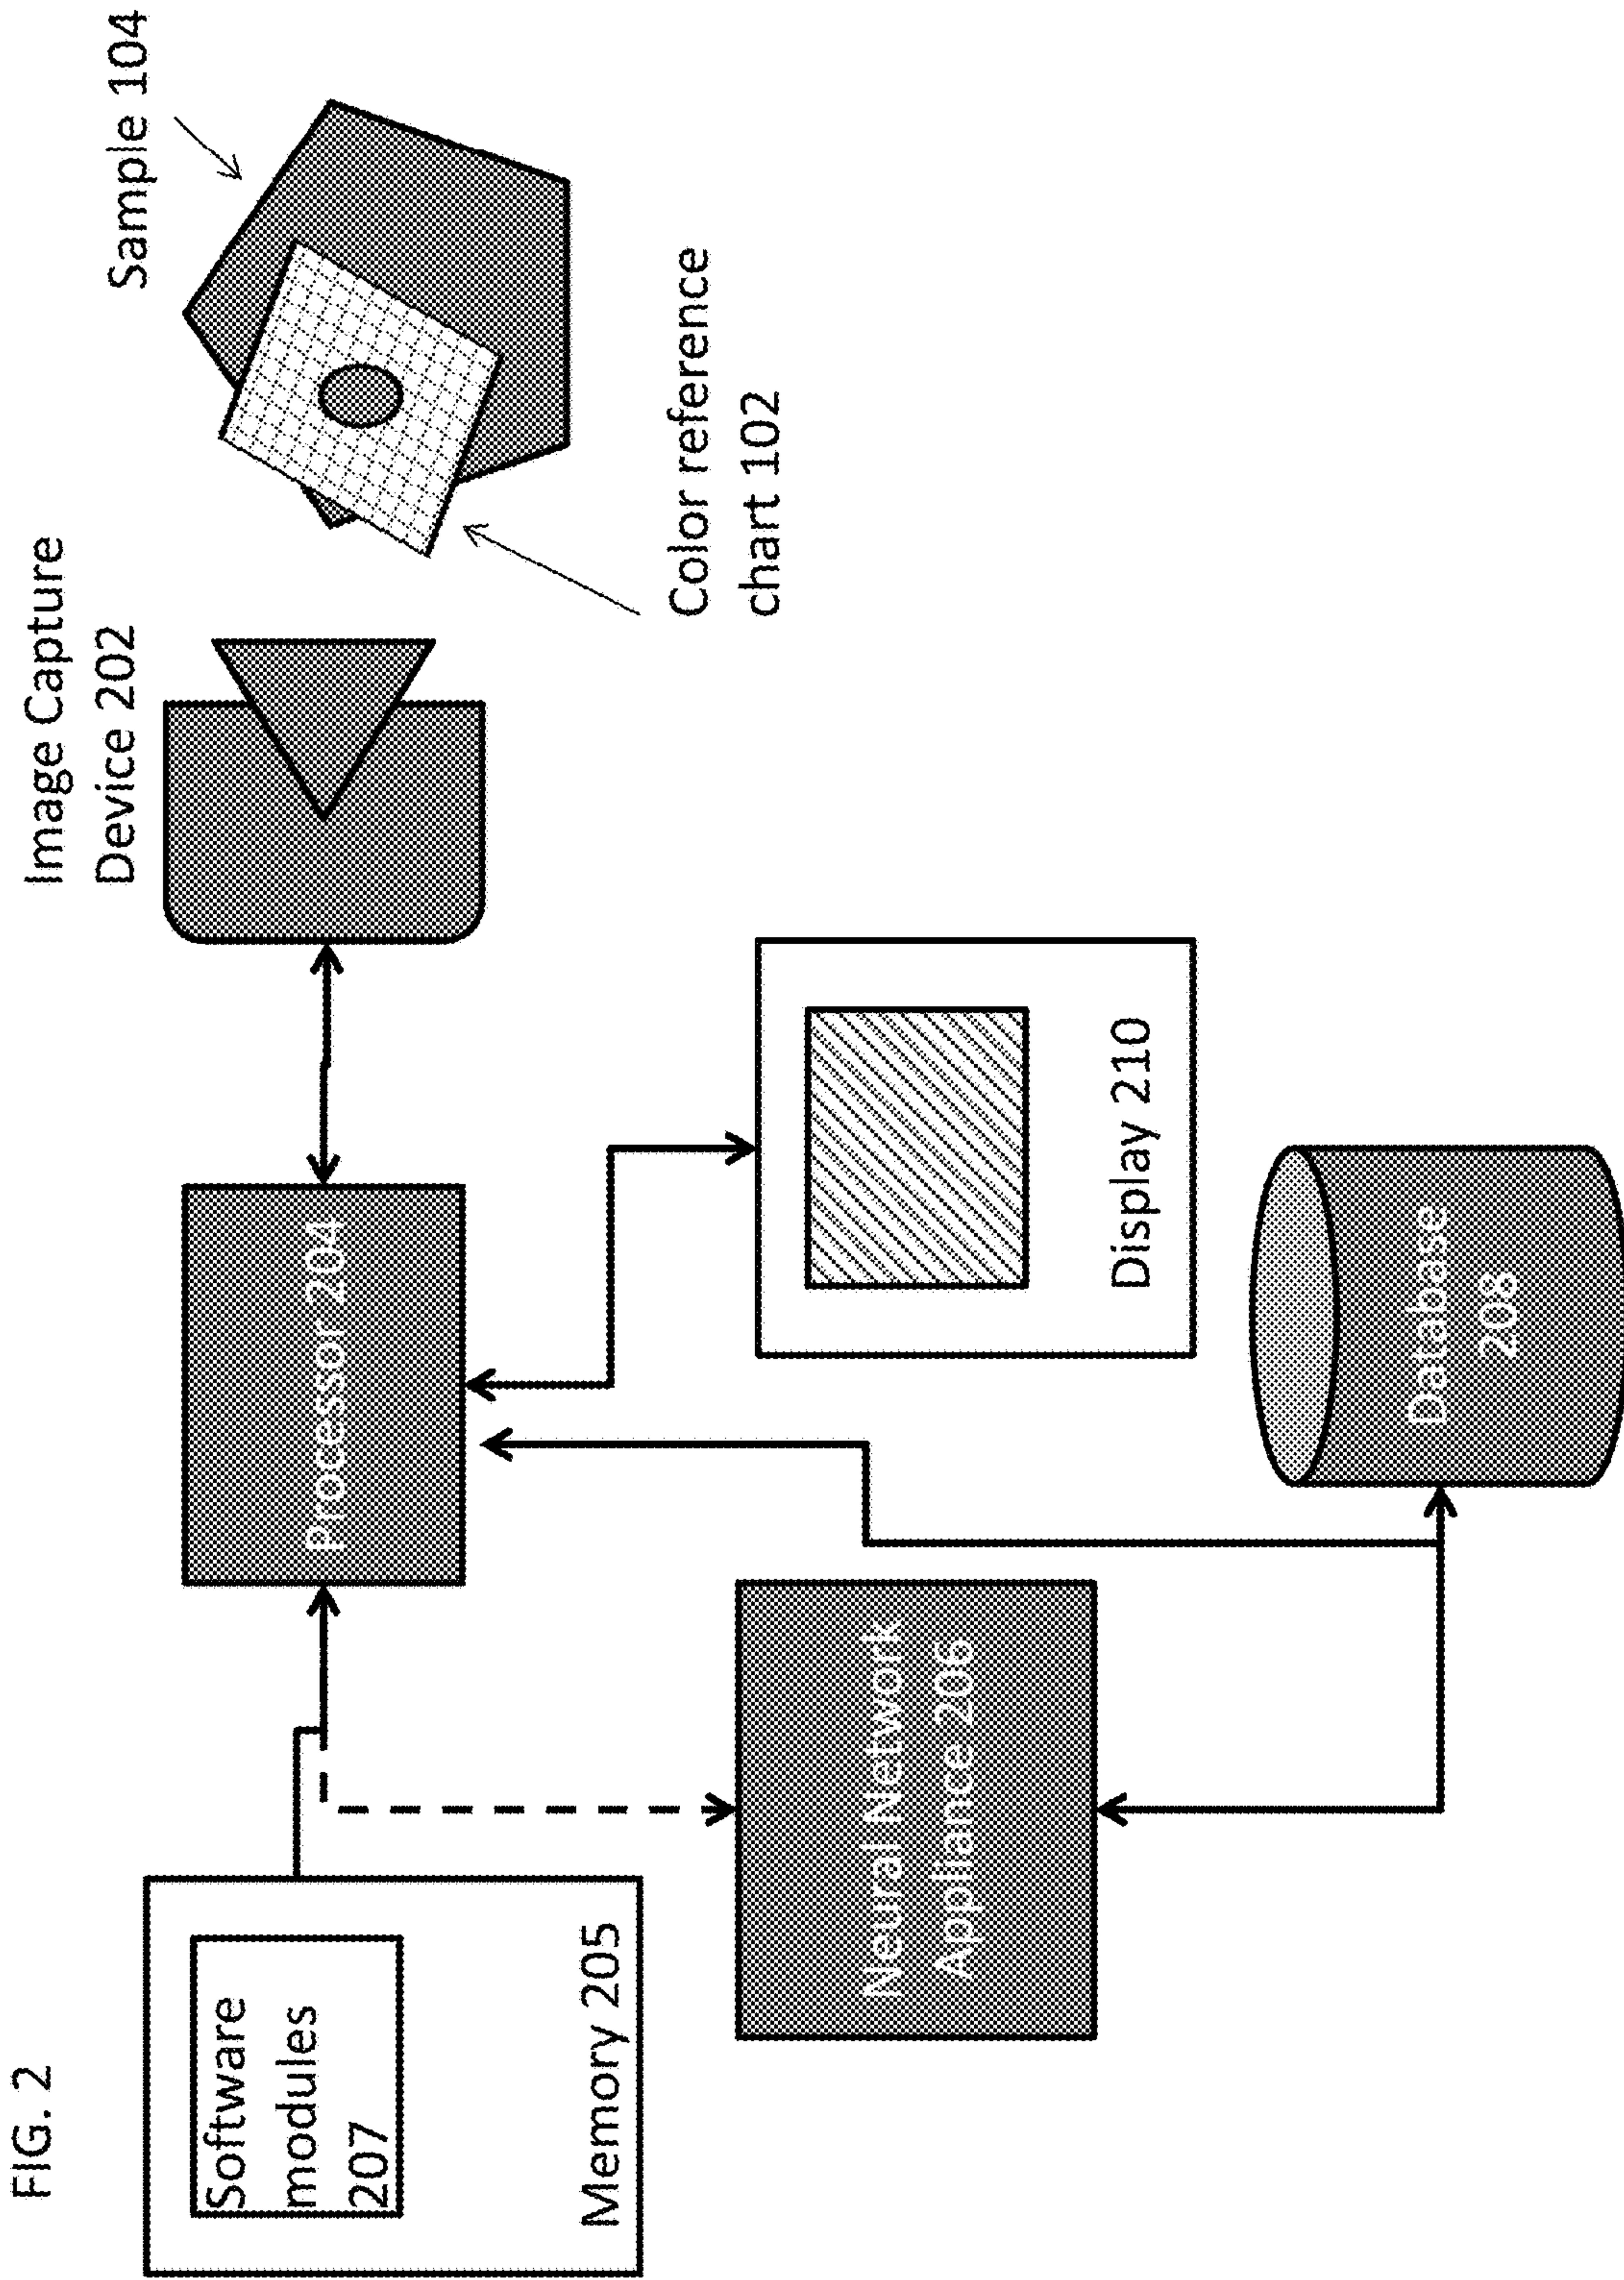 FIG. 2
Software
modules
207
Memory 205
Processor 204
Image Capture
Device 202
Sample 104
Color reference
chart 102
Neural Network
Appliance 206
Display 210
Database
208